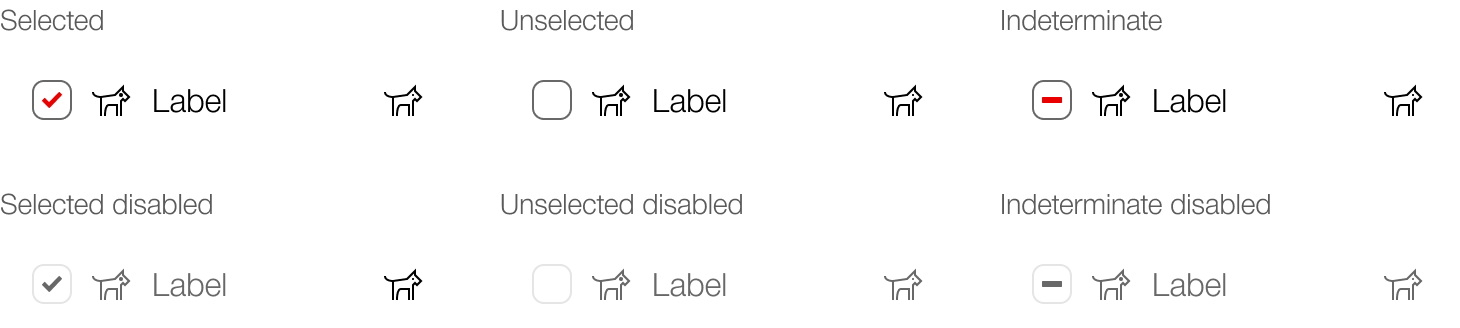 Selected
Unselected
Indeterminate
Label
Label
Label
Selected disabled
Unselected disabled
Indeterminate disabled
Label
Label
Label